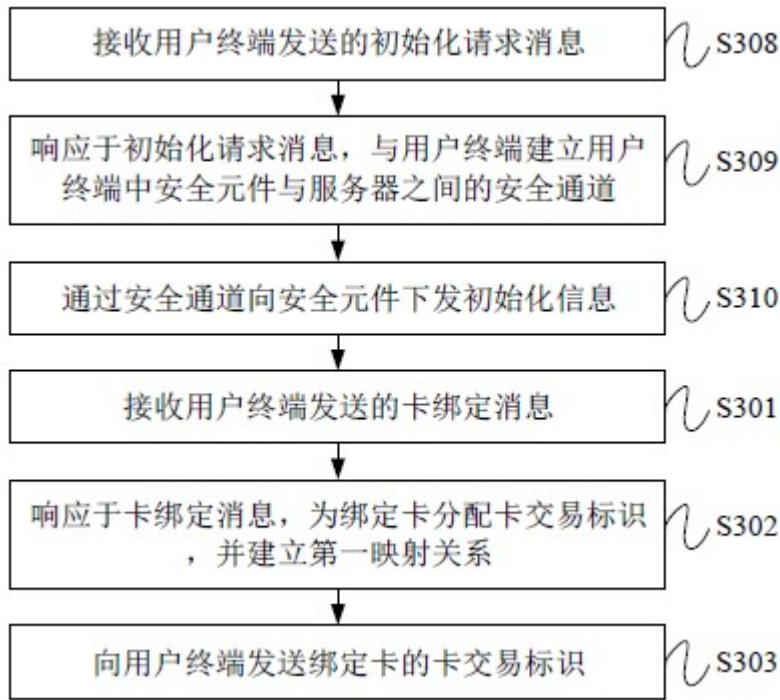 接收用户终端发送的初始化请求消息
S308
响应于初始化请求消息，与用户终端建立用户
终端中安全元件与服务器之间的安全通道
S309
通过安全通道向安全元件下发初始化信息
S310
接收用户终端发送的卡绑定消息
S301
响应于卡绑定消息，为绑定卡分配卡交易标识
，并建立第一映射关系
S302
向用户终端发送绑定卡的卡交易标识
S303